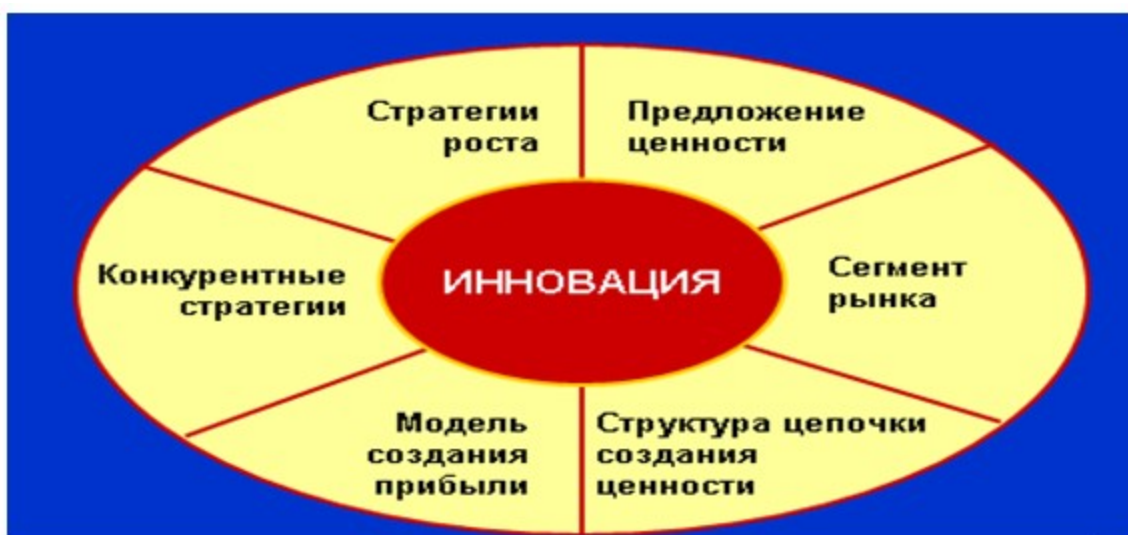 Стратегии
роста
Предложение
ценности
Конкурентные
стратегии
ИННОВАЦИЯ
Сегмент
рынка
Модель
создания
прибыли
Структура цепочки
создания
ценности